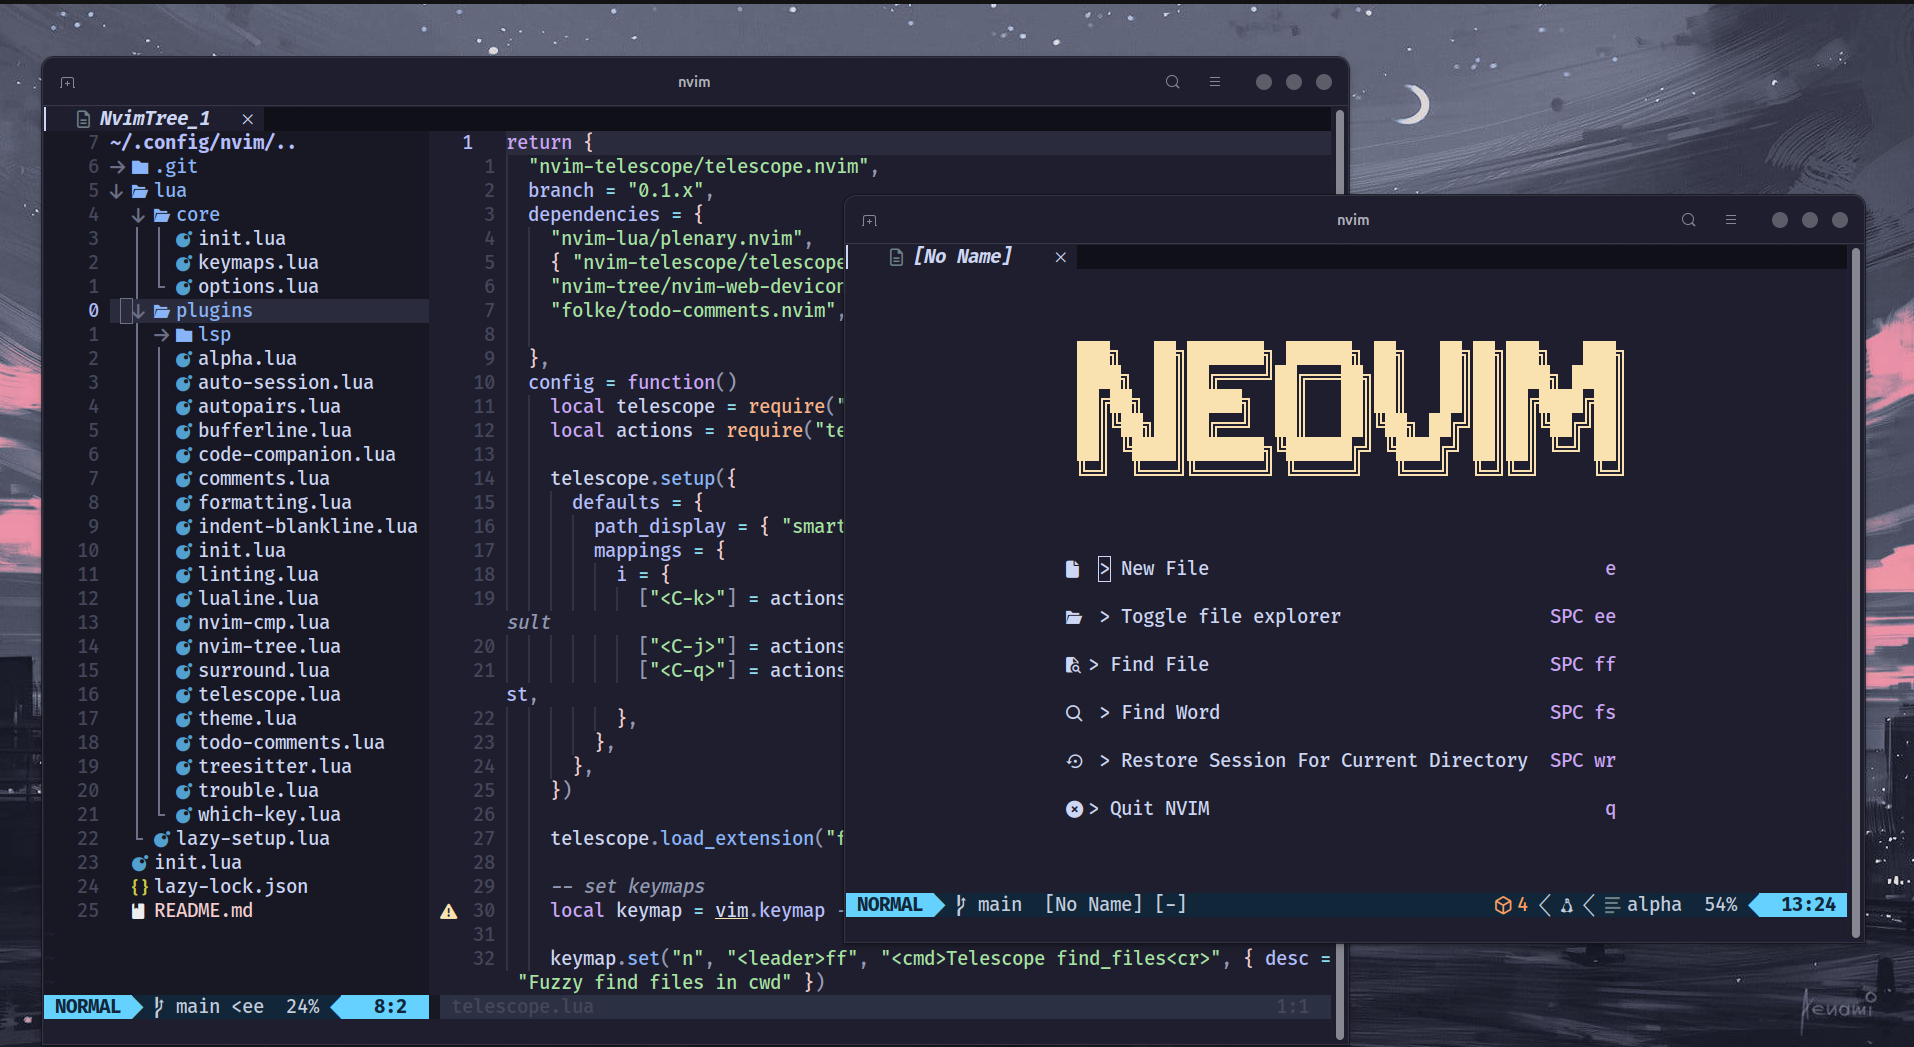 nvim
NvimTree_1
7 ~/.config/nvim/..
6 .git
5 lua
4 core
3 init.lua
2 keymaps.lua
1 options.lua
0 plugins
1 lsp
2 alpha.lua
3 auto-session.lua
4 autopairs.lua
5 bufferline.lua
6 code-companion.lua
7 comments.lua
8 formatting.lua
9 indent-blankline.lua
10 init.lua
11 linting.lua
12 lualine.lua
13 nvim-cmp.lua
14 nvim-tree.lua
15 surround.lua
16 telescope.lua
17 theme.lua
18 todo-comments.lua
19 treesitter.lua
20 trouble.lua
21 which-key.lua
22 lazy-setup.lua
23 init.lua
24 lazy-lock.json
25 README.md
NORMAL main <ee 24% 8:2
1 return {
1 "nvim-telescope/telescope.nvim",
2 branch = "0.1.x",
3 dependencies = {
4 "nvim-lua/plenary.nvim",
5 { "nvim-telescope/telescope
6 "nvim-tree/nvim-web-devicon
7 "folke/todo-comments.nvim",
8
9 },
10 config = function()
11 local telescope = require("
12 local actions = require("te
13
14 telescope.setup({
15 defaults = {
16 path_display = { "smart
17 mappings = {
18 i = {
19 ["<C-k>"] = actions
sult
20 ["<C-j>"] = actions
21 ["<C-q>"] = actions
st,
22 },
23 },
24 },
25 })
26
27 telescope.load_extension("f
28
29 -- set keymaps
30 local keymap = vim.keymap -
31
32 keymap.set("n", "<leader>ff", "<cmd>Telescope find_files<cr>", { desc =
"Fuzzy find files in cwd" })
telescope.lua 1:1
nvim
[No Name]
NEOVIM
> New File e
> Toggle file explorer SPC ee
> Find File SPC ff
> Find Word SPC fs
> Restore Session For Current Directory SPC wr
> Quit NVIM q
NORMAL main [No Name] [-] 4 alpha 54% 13:24
Kenami